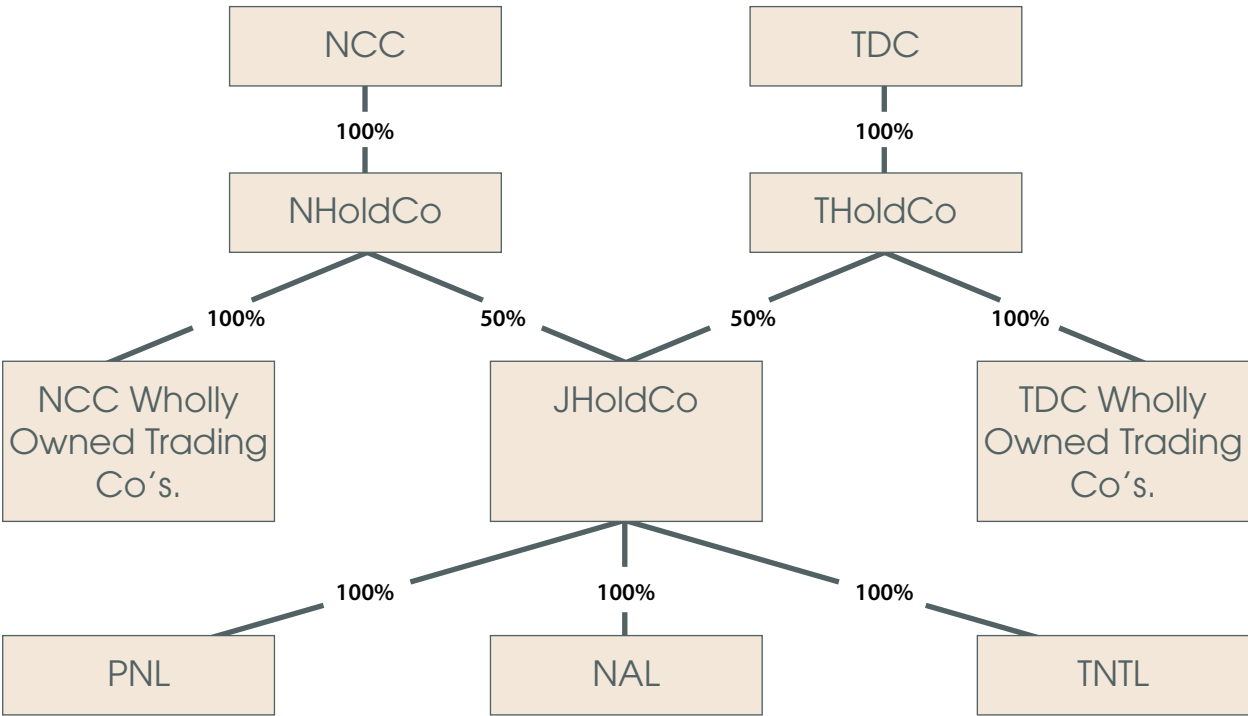 NCC
TDC
100%
100%
NHoldCo
THoldCo
100%
50%
50%
100%
NCC Wholly
Owned Trading
Co's.
JHoldCo
TDC Wholly
Owned Trading
Co's.
100%
100%
100%
PNL
NAL
TNTL